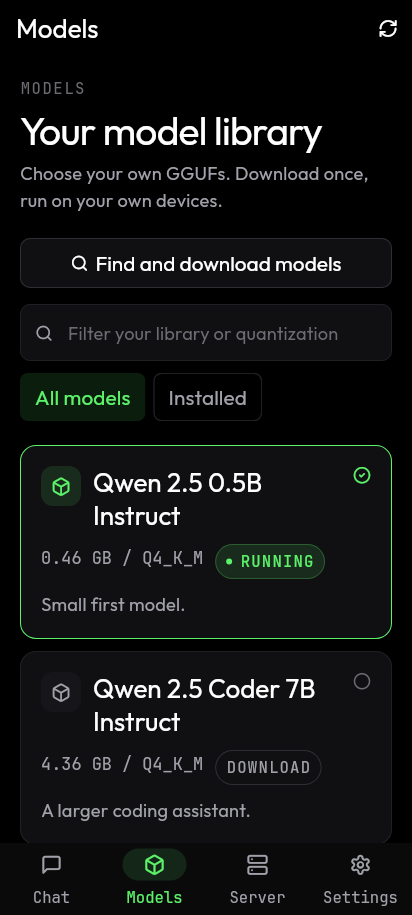 Models
MODELS
Your model library
Choose your own GGUFs. Download once,
run on your own devices.
Find and download models
Filter your library or quantization
All models
Installed
Qwen 2.5 0.5B
Instruct
0.46 GB / Q4_K_M
RUNNING
Small first model.
Qwen 2.5 Coder 7B
Instruct
4.36 GB / Q4_K_M
DOWNLOAD
A larger coding assistant.
Chat
Models
Server
Settings